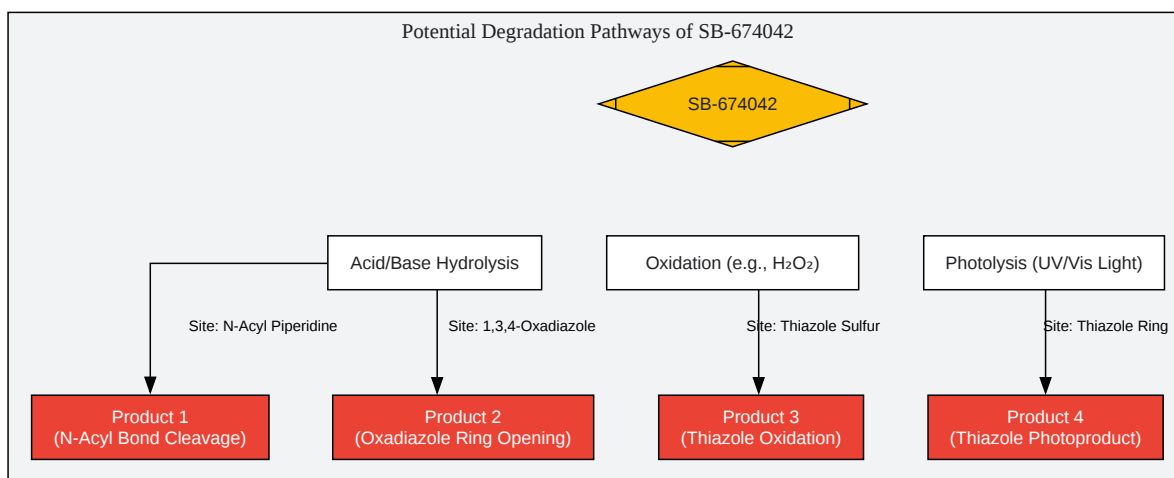 Potential Degradation Pathways of SB-674042
SB-674042
Acid/Base Hydrolysis
Oxidation (e.g., H₂O₂)
Photolysis (UV/Vis Light)
Site: N-Acyl Piperidine
Site: 1,3,4-Oxadiazole
Site: Thiazole Sulfur
Site: Thiazole Ring
Product 1
(N-Acyl Bond Cleavage)
Product 2
(Oxadiazole Ring Opening)
Product 3
(Thiazole Oxidation)
Product 4
(Thiazole Photoproduct)